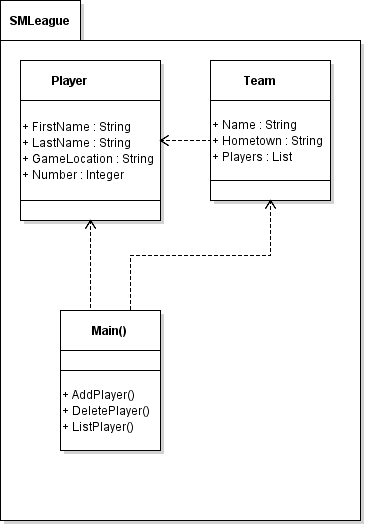 SMLeague
Player
+ FirstName : String
+ LastName : String
+ GameLocation : String
+ Number : Integer
Team
+ Name : String
+ Hometown : String
+ Players : List
Main()
+ AddPlayer()
+ DeletePlayer()
+ ListPlayer()